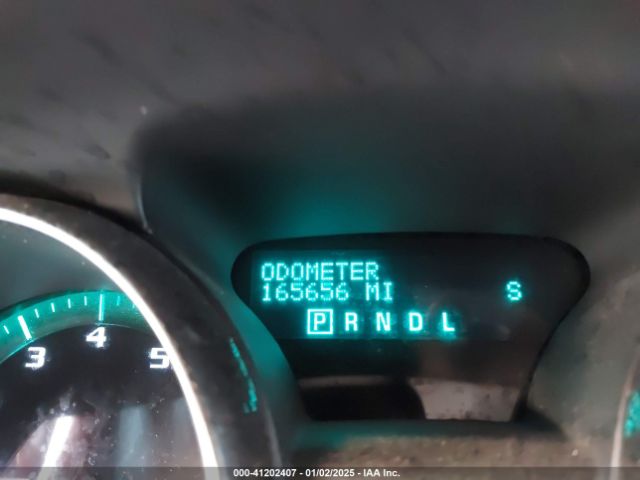 ODOMETER
165656 MI S
P R N D L
3 4 5
000-41202407 - 01/02/2025 - IAA Inc.